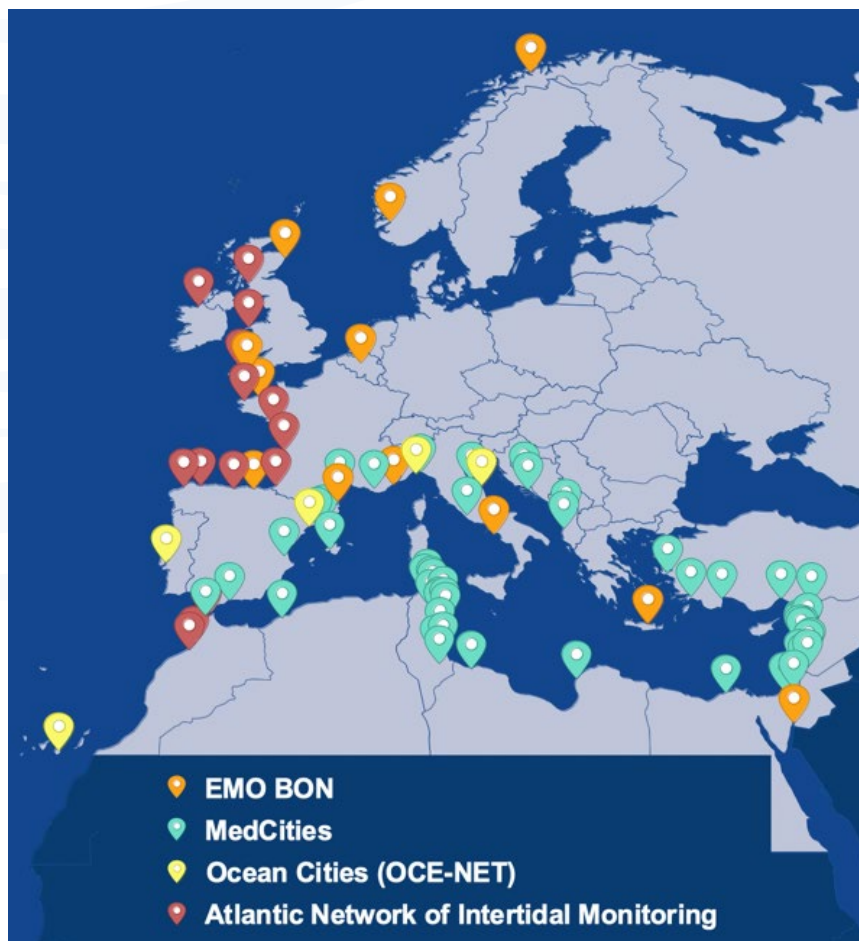 EMO BON
MedCities
Ocean Cities (OCE-NET)
Atlantic Network of Intertidal Monitoring